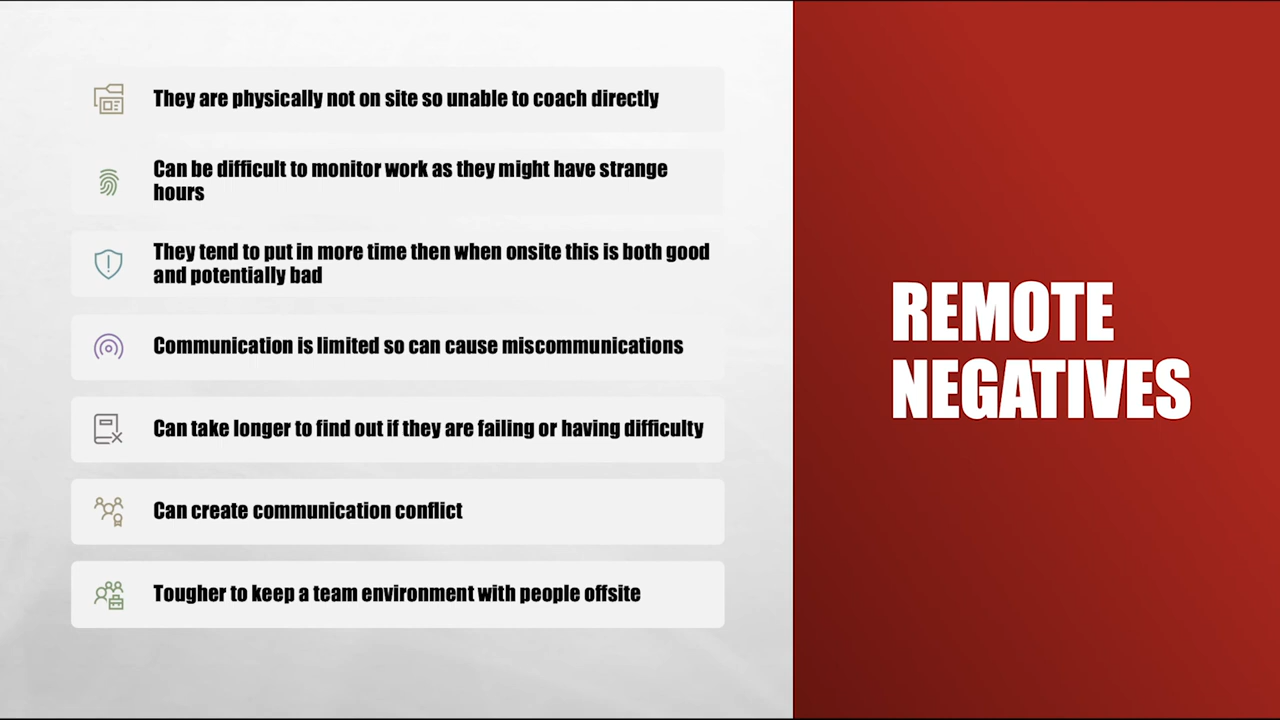 They are physically not on site so unable to coach directly
Can be difficult to monitor work as they might have strange
hours
They tend to put in more time then when onsite this is both good
and potentially bad
Communication is limited so can cause miscommunications
Can take longer to find out if they are failing or having difficulty
Can create communication conflict
Tougher to keep a team environment with people offsite
REMOTE
NEGATIVES